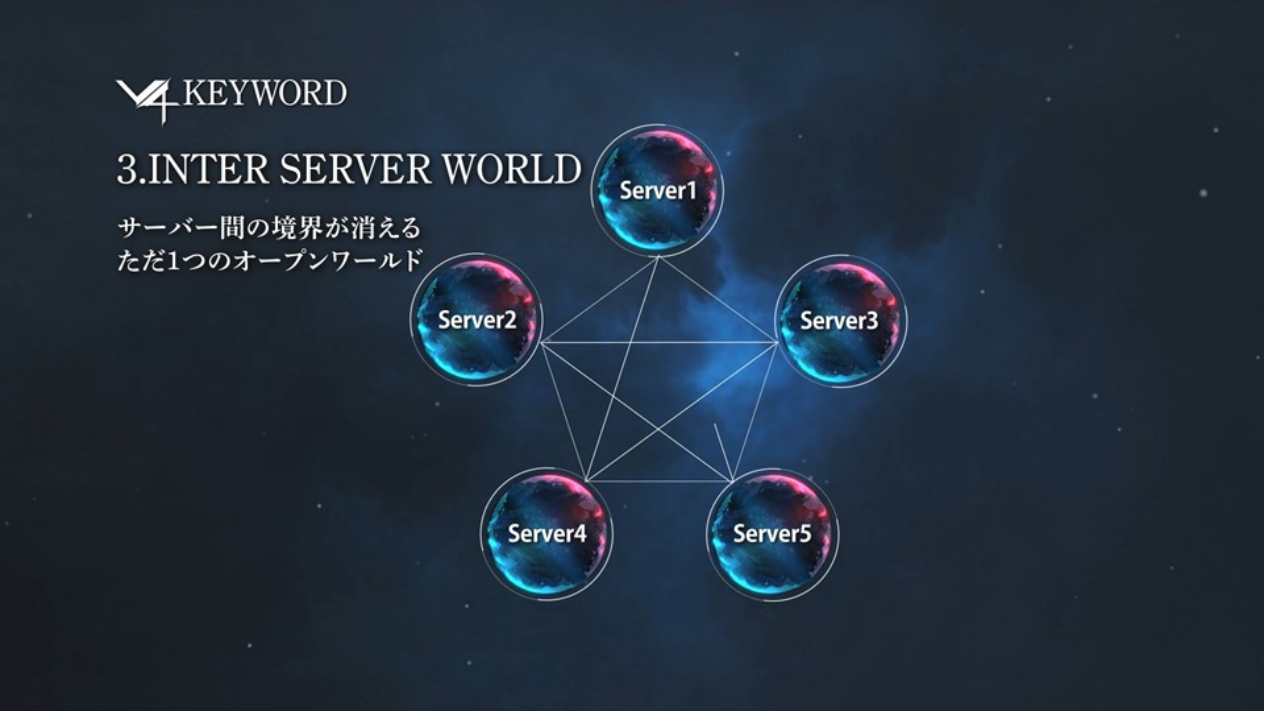 V4 KEYWORD
3.INTER SERVER WORLD
サーバー間の境界が消える
ただ1つのオープンワールド
Server1
Server2
Server3
Server4
Server5